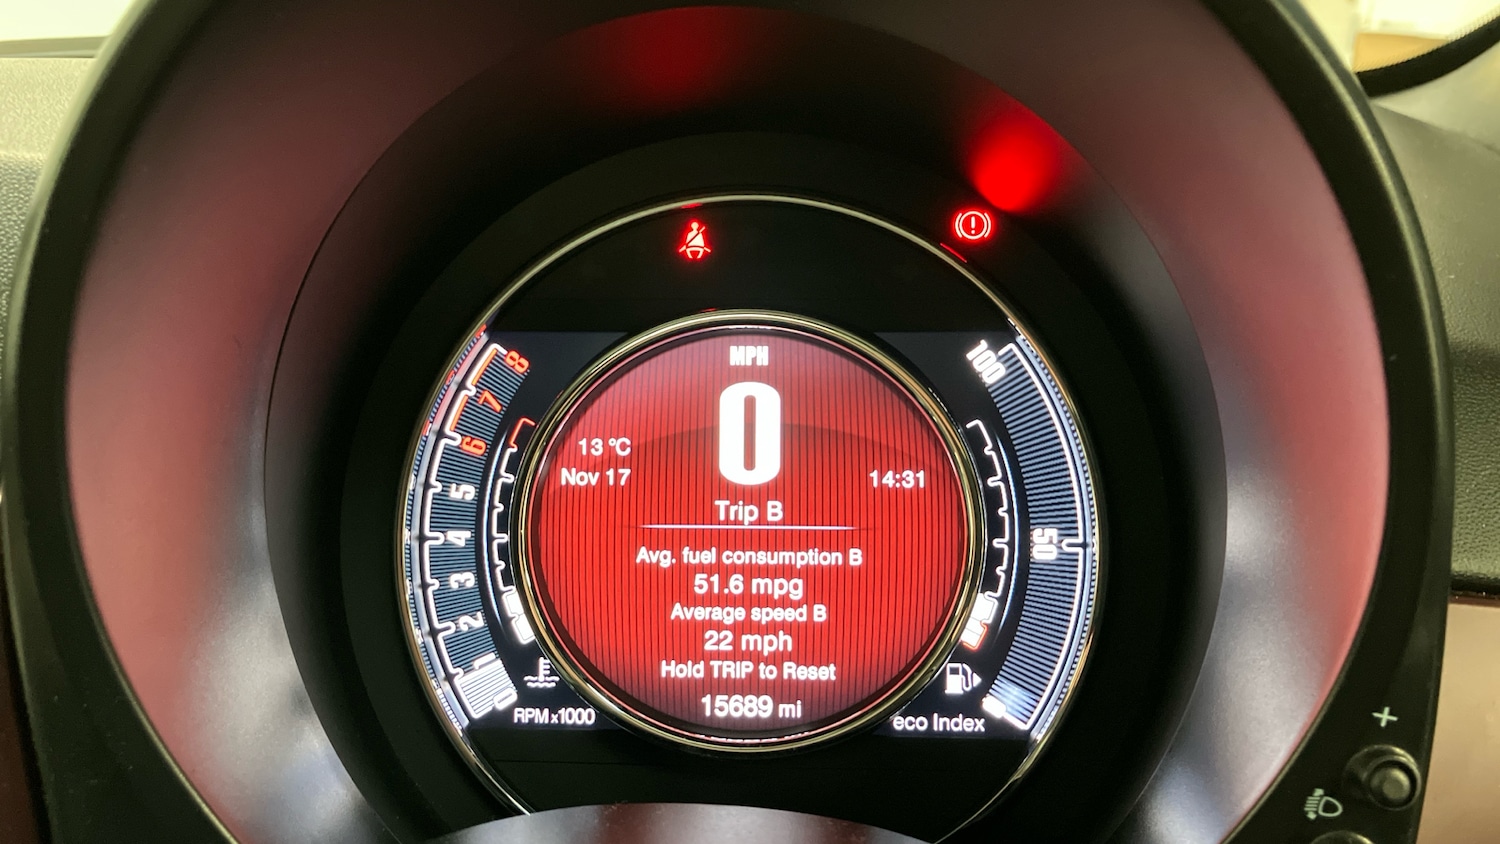 MPH
0
13 °C
Nov 17
14:31
Trip B
Avg. fuel consumption B
51.6 mpg
Average speed B
22 mph
Hold TRIP to Reset
15689 mi
8
7
6
5
4
3
2
1
0
RPM x1000
100
50
0
eco Index
+